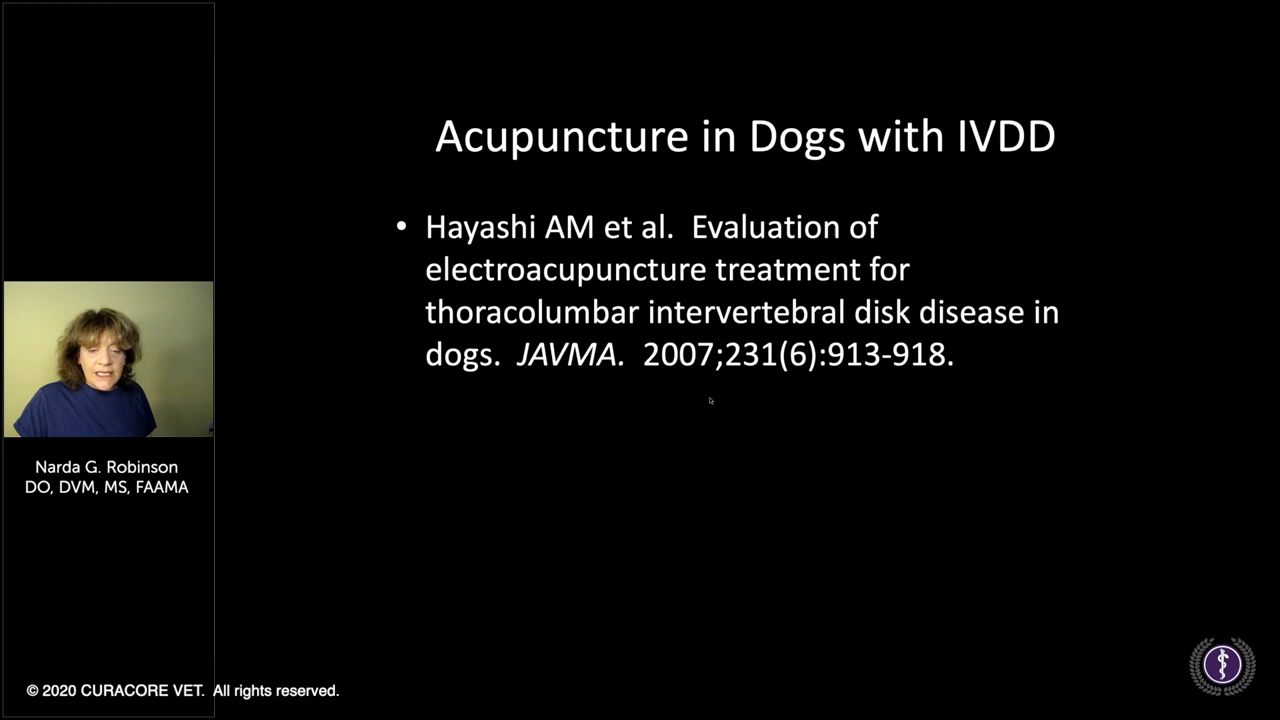 Acupuncture in Dogs with IVDD
• Hayashi AM et al.  Evaluation of
electroacupuncture treatment for
thoracolumbar intervertebral disk disease in
dogs.  JAVMA.  2007;231(6):913-918.
Narda G. Robinson
DO, DVM, MS, FAAMA
© 2020 CURACORE VET.  All rights reserved.